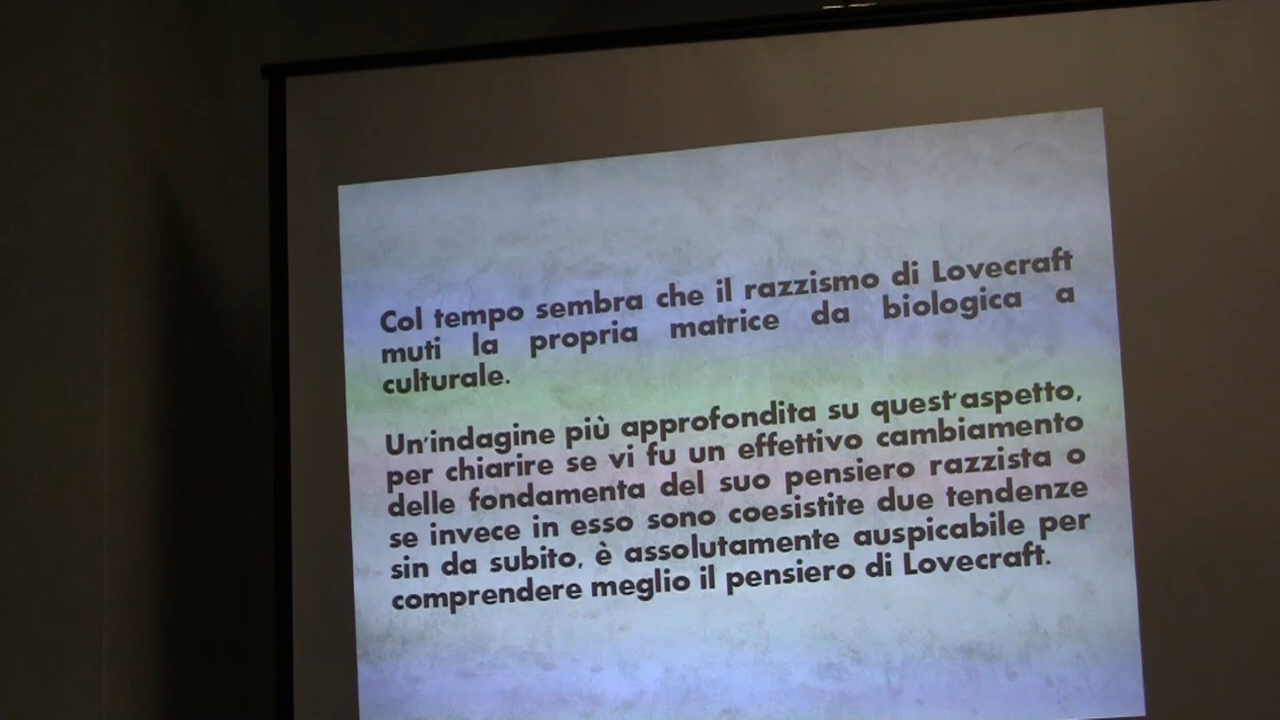 Col tempo sembra che il razzismo di Lovecraft
muti la propria matrice da biologica a
culturale.
Un'indagine più approfondita su quest'aspetto,
per chiarire se vi fu un effettivo cambiamento
delle fondamenta del suo pensiero razzista o
se invece in esso sono coesistite due tendenze
sin da subito, è assolutamente auspicabile per
comprendere meglio il pensiero di Lovecraft.